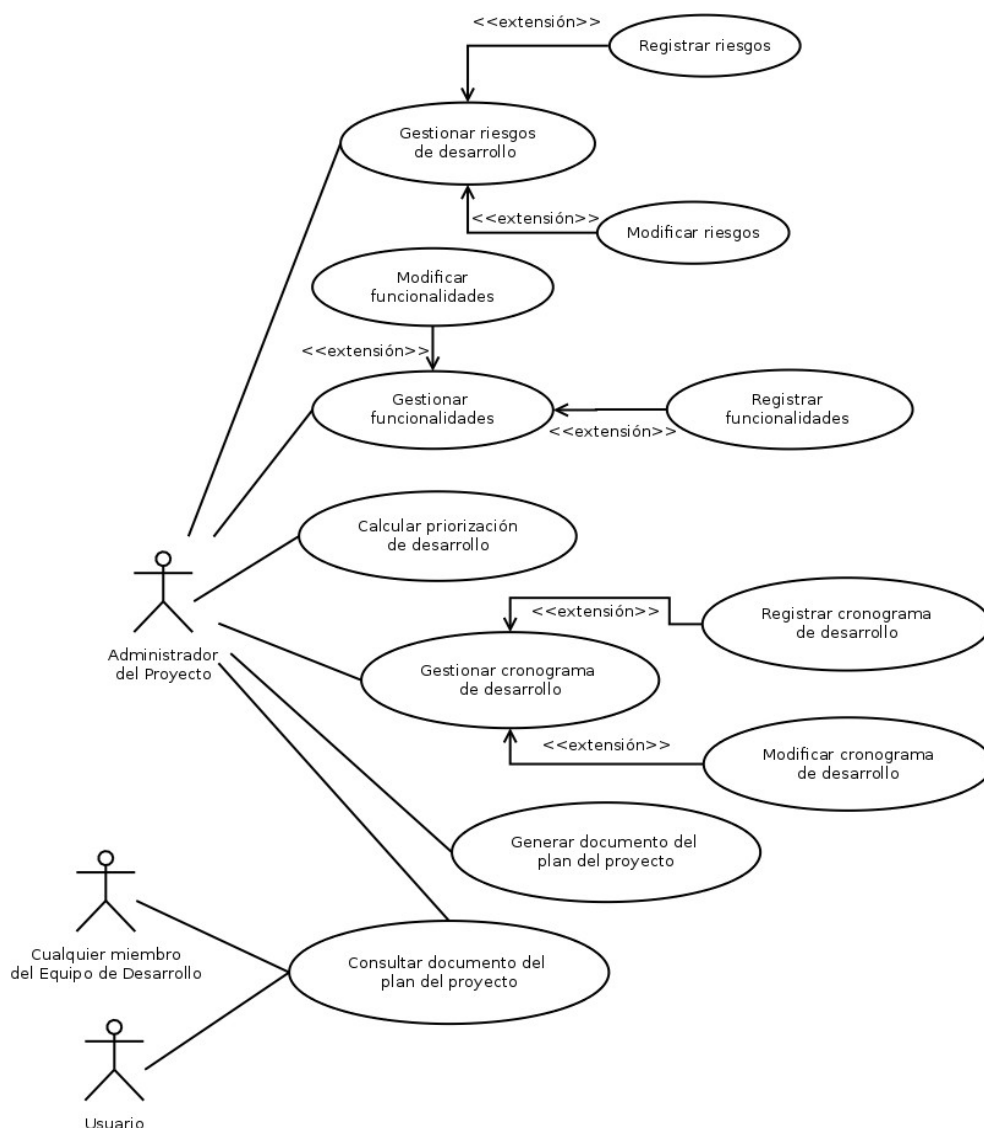 <<extensión>>
Registrar riesgos
Gestionar riesgos
de desarrollo
<<extensión>>
Modificar riesgos
Modificar
funcionalidades
<<extensión>>
Gestionar
funcionalidades
Registrar
funcionalidades
<<extensión>>
Calcular priorización
de desarrollo
<<extensión>>
Registrar cronograma
de desarrollo
Administrador
del Proyecto
Gestionar cronograma
de desarrollo
<<extensión>>
Modificar cronograma
de desarrollo
Generar documento del
plan del proyecto
Cualquier miembro
del Equipo de Desarrollo
Consultar documento del
plan del proyecto
Usuario